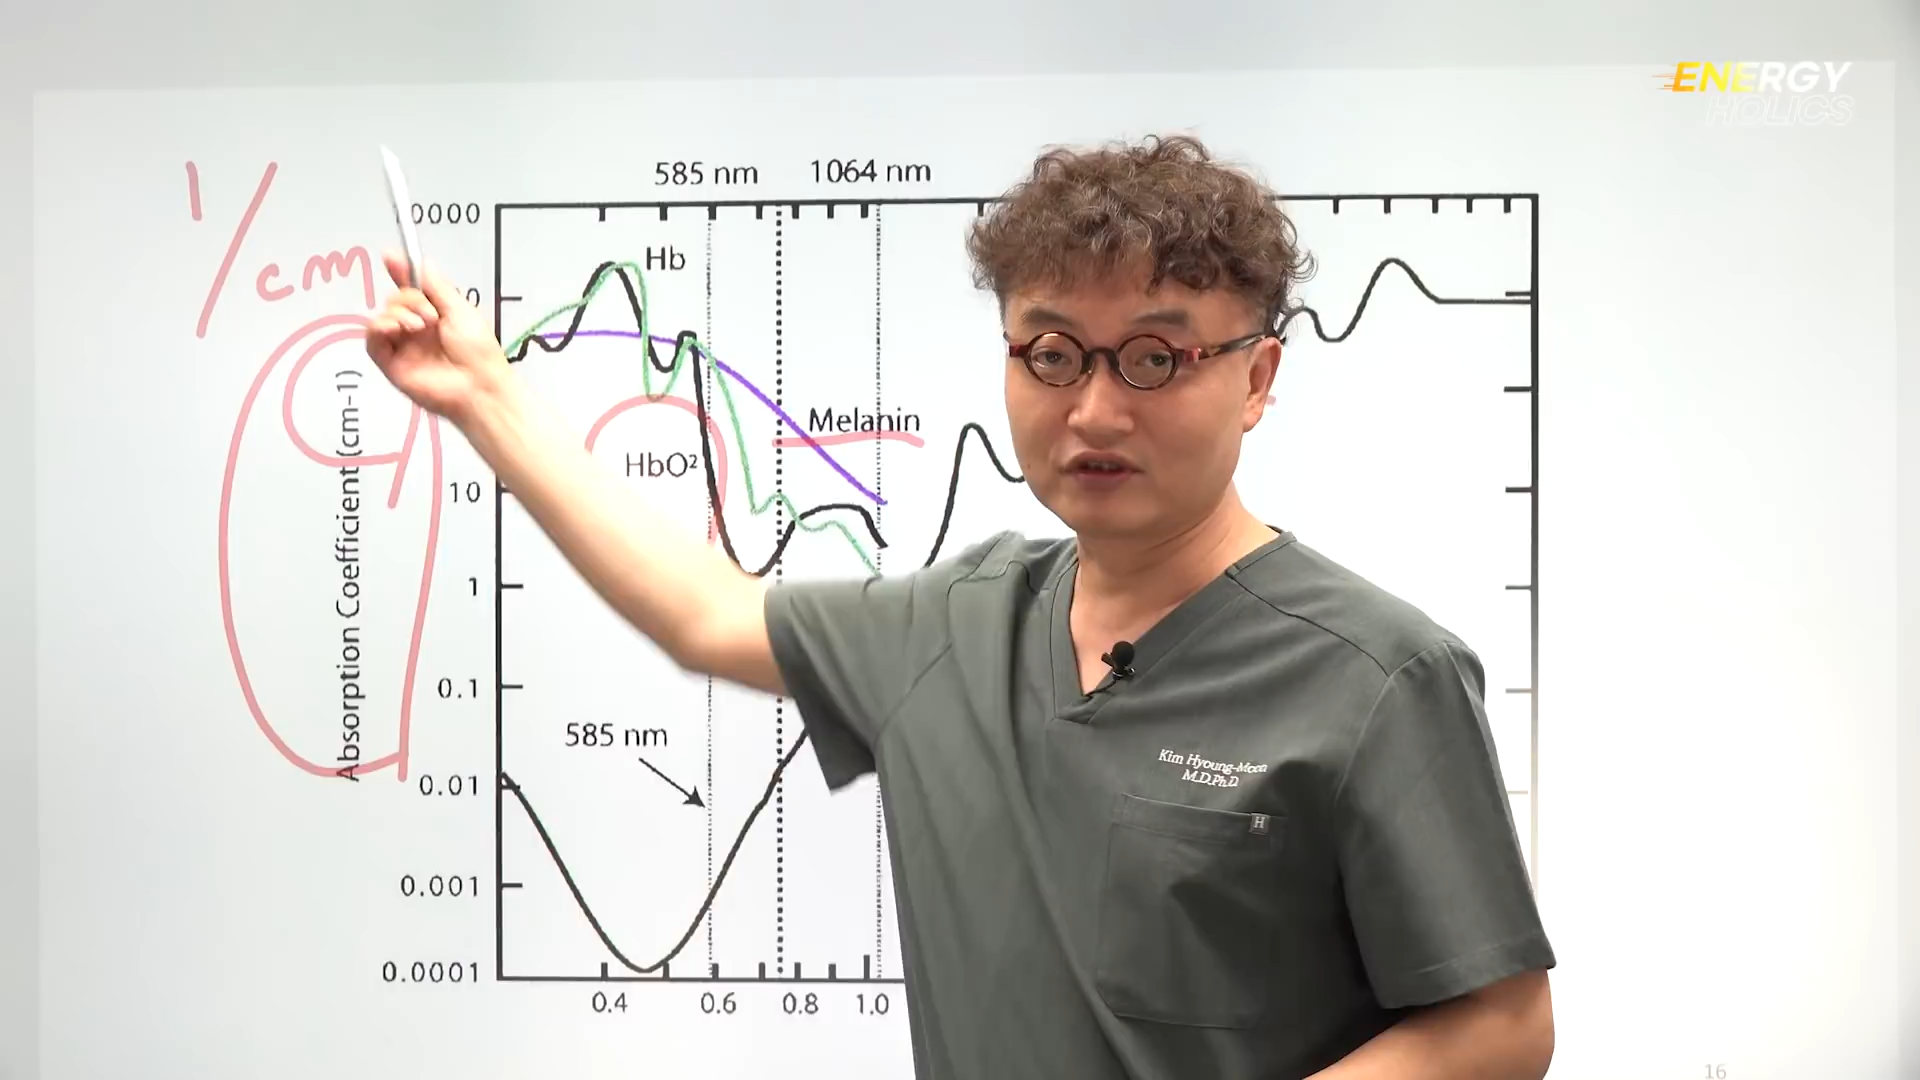 ENERGY
HOLICS
1/cm
585 nm
1064 nm
10000
Hb
Melanin
HbO²
10
1
0.1
0.01
0.001
0.0001
Absorption Coefficient (cm-1)
585 nm
0.4
0.6
0.8
1.0
Kim Hyoung-Moon
M.D.Ph.D
H
16